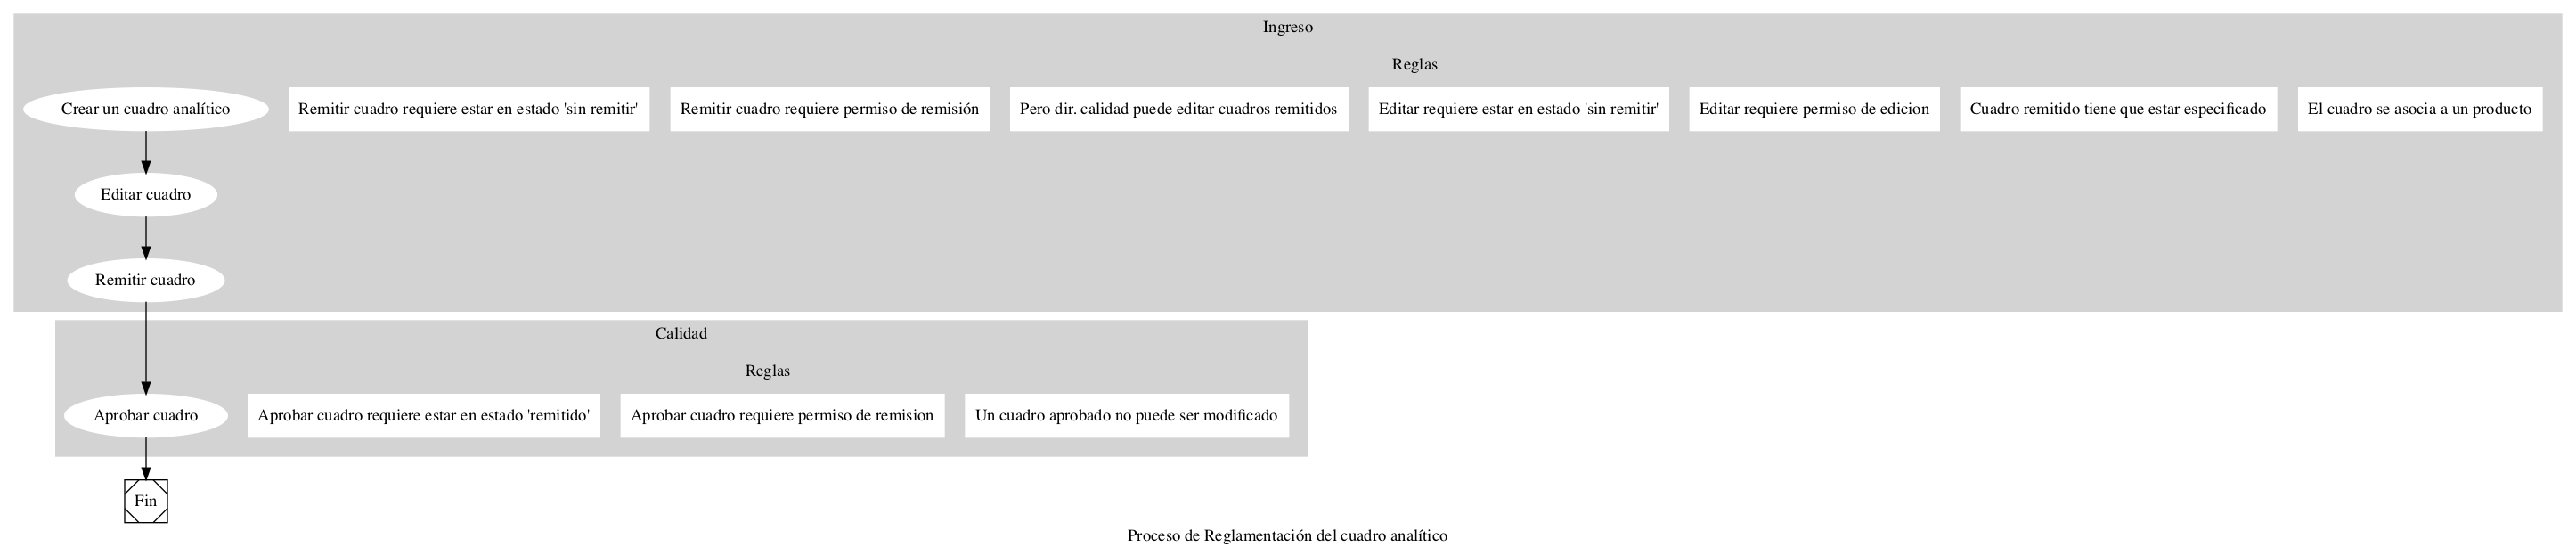 Ingreso
Reglas
Crear un cuadro analítico
Remitir cuadro requiere estar en estado 'sin remitir'
Remitir cuadro requiere permiso de remisión
Pero dir. calidad puede editar cuadros remitidos
Editar requiere estar en estado 'sin remitir'
Editar requiere permiso de edicion
Cuadro remitido tiene que estar especificado
El cuadro se asocia a un producto
Editar cuadro
Remitir cuadro
Calidad
Reglas
Aprobar cuadro
Aprobar cuadro requiere estar en estado 'remitido'
Aprobar cuadro requiere permiso de remision
Un cuadro aprobado no puede ser modificado
Fin
Proceso de Reglamentación del cuadro analítico